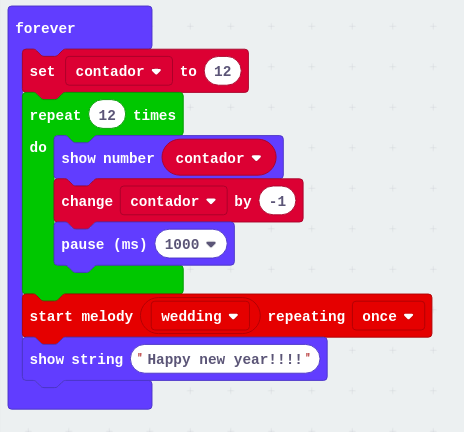 forever
set contador to 12
repeat 12 times
do
show number contador
change contador by -1
pause (ms) 1000
start melody wedding repeating once
show string "Happy new year!!!!"